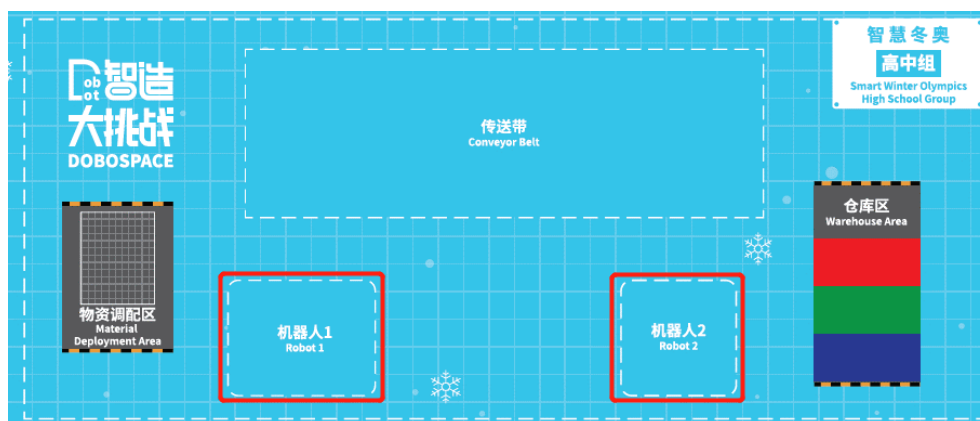 Dobot 智造
大挑战
DOBOSPACE
传送带
Conveyor Belt
智慧冬奥
高中组
Smart Winter Olympics
High School Group
仓库区
Warehouse Area
物资调配区
Material
Deployment Area
机器人1
Robot 1
机器人2
Robot 2